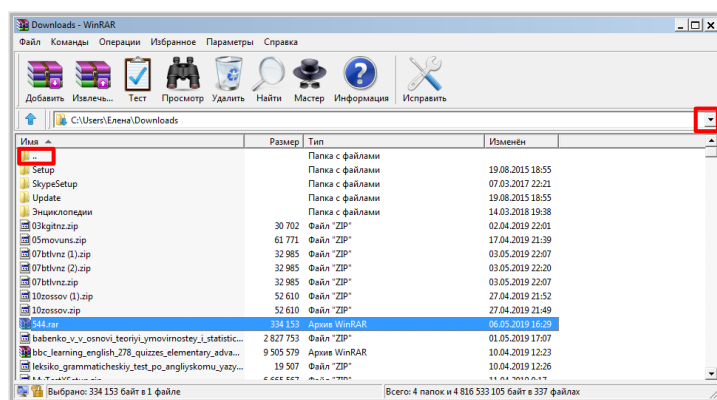 Downloads - WinRAR
Файл Команды Операции Избранное Параметры Справка
Добавить Извлечь... Тест Просмотр Удалить Найти Мастер Информация Исправить
C:\Users\Елена\Downloads
Имя Размер Тип Изменён
.. Папка с файлами
Setup Папка с файлами 19.08.2015 18:55
SkypeSetup Папка с файлами 07.03.2017 22:21
Update Папка с файлами 19.08.2015 18:55
Энциклопедии Папка с файлами 14.03.2018 19:38
03kgitnz.zip 30 702 Файл "ZIP" 02.04.2019 22:01
05movuns.zip 61 771 Файл "ZIP" 17.04.2019 21:39
07btlvnz (1).zip 32 985 Файл "ZIP" 03.05.2019 22:07
07btlvnz (2).zip 32 985 Файл "ZIP" 03.05.2019 22:20
07btlvnz.zip 32 985 Файл "ZIP" 03.05.2019 22:07
10zossov (1).zip 52 610 Файл "ZIP" 27.04.2019 21:52
10zossov.zip 52 610 Файл "ZIP" 27.04.2019 21:49
544.rar 334 153 Архив WinRAR 06.05.2019 16:29
babenko_v_v_osnovi_teoriyi_ymovirnostey_i_statistic... 2 827 753 Файл "ZIP" 01.05.2019 17:07
bbc_learning_english_278_quizzes_elementary_adva... 9 505 579 Архив WinRAR 10.04.2019 12:23
leksiko_grammaticheskiy_test_po_angliyskomu_yazy... 19 507 Файл "ZIP" 10.04.2019 12:26
Выбрано: 334 153 байт в 1 файле Всего: 4 папок и 4 816 533 105 байт в 337 файлах